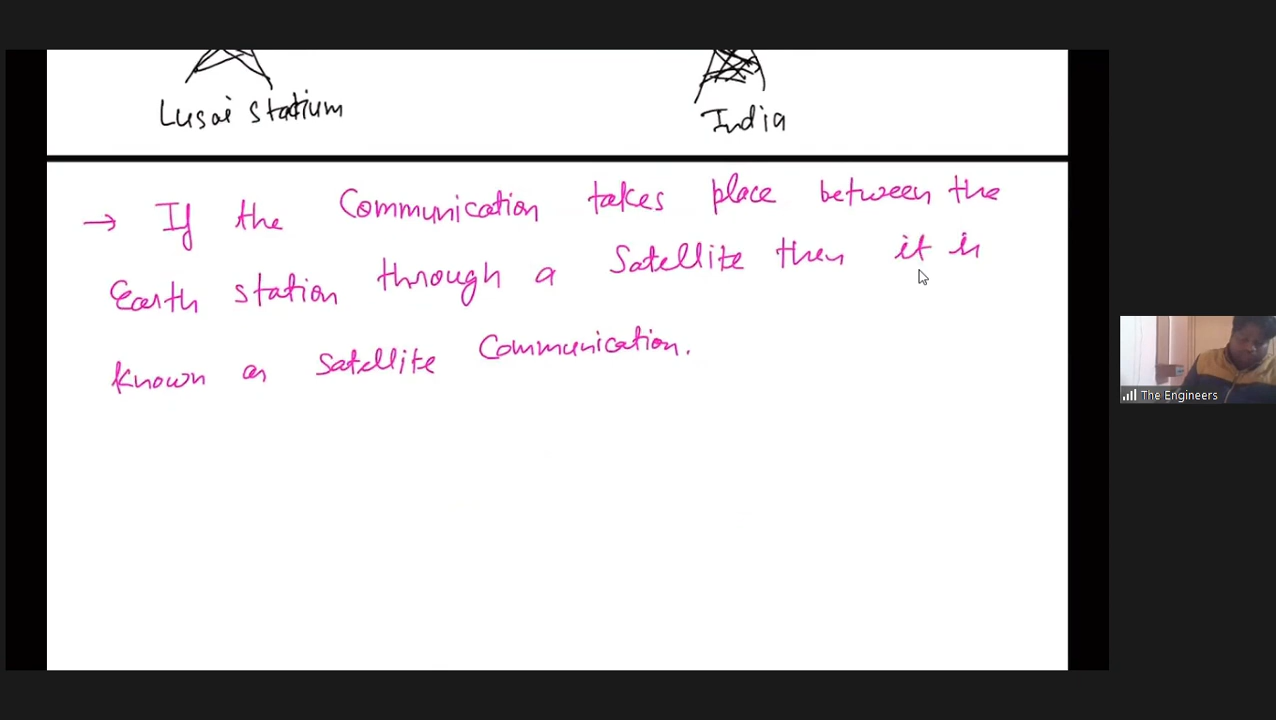 Lusai statium
India
→ If the Communication takes place between the
Earth station through a Satellite then it is
known as Satellite Communication.
The Engineers